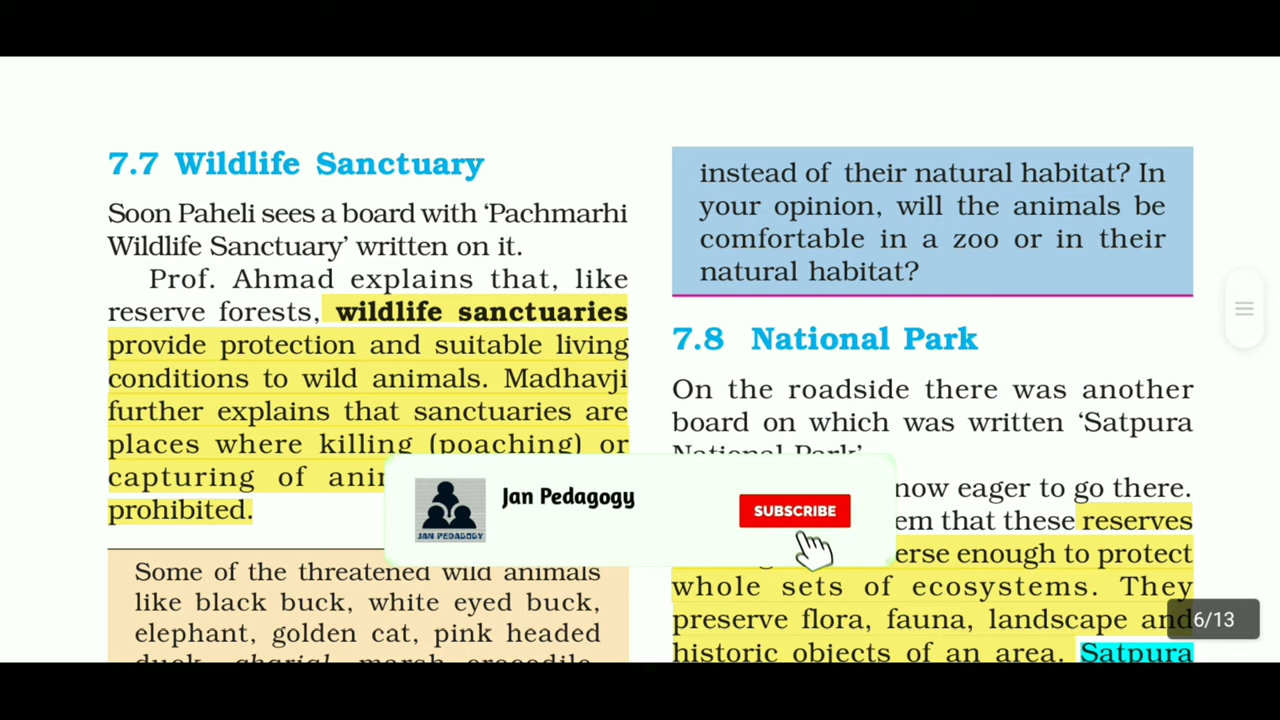 7.7 Wildlife Sanctuary
Soon Paheli sees a board with ‘Pachmarhi
Wildlife Sanctuary’ written on it.
Prof. Ahmad explains that, like
reserve forests, wildlife sanctuaries
provide protection and suitable living
conditions to wild animals. Madhavji
further explains that sanctuaries are
places where killing (poaching) or
capturing of
prohibited.
Some of the threatened wild animals
like black buck, white eyed buck,
elephant, golden cat, pink headed
duck, gharial, marsh crocodile,
instead of their natural habitat? In
your opinion, will the animals be
comfortable in a zoo or in their
natural habitat?
7.8 National Park
On the roadside there was another
board on which was written ‘Satpura
National Park’
now eager to go there.
that these reserves
enough to protect
whole sets of ecosystems. They
preserve flora, fauna, landscape and
historic objects of an area. Satpura
Jan Pedagogy
JAN PEDAGOGY
SUBSCRIBE
6/13